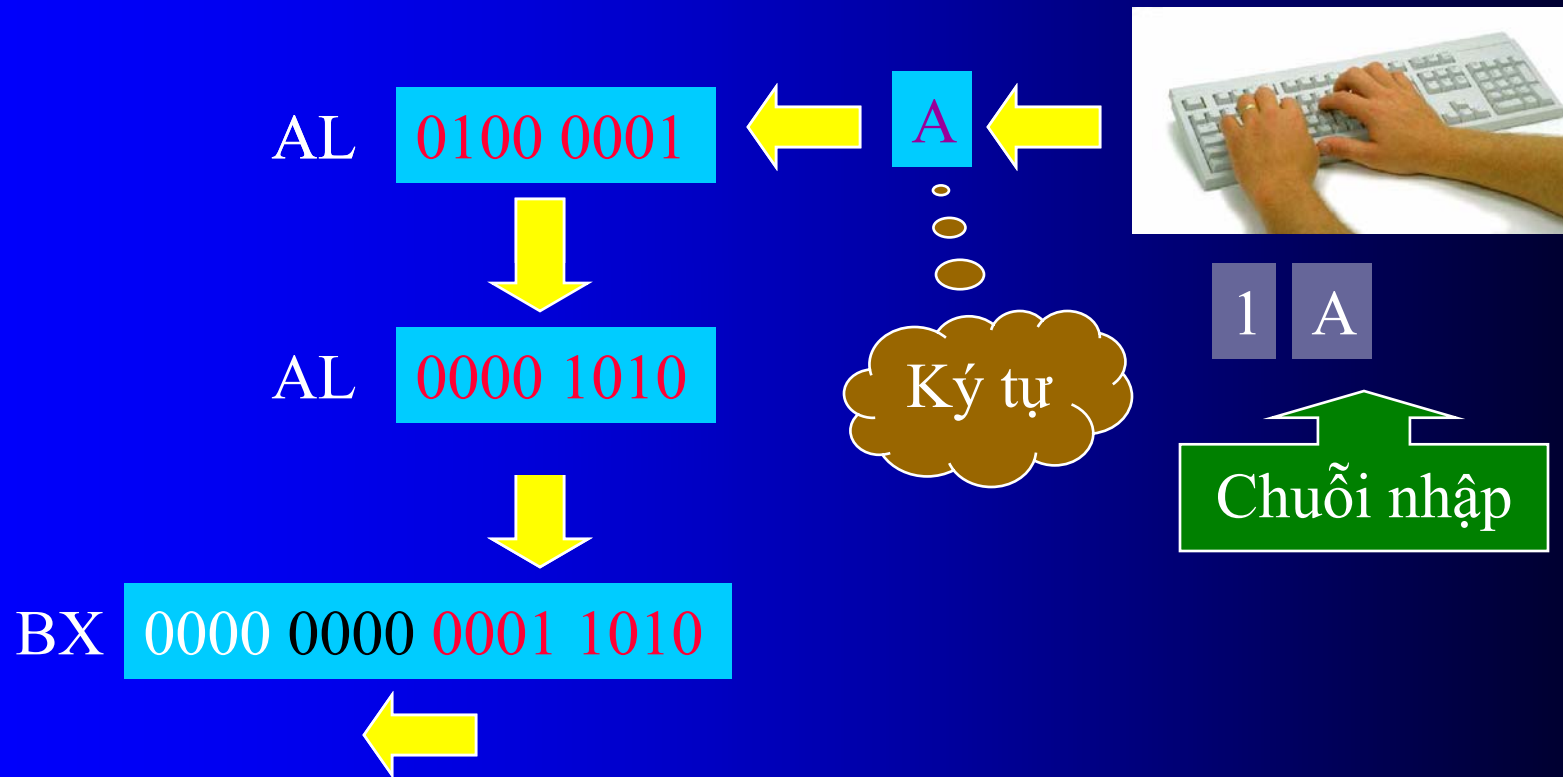 AL 0100 0001 A
1 A
AL 0000 1010 Ký tự
Chuỗi nhập
BX 0000 0000 0001 1010